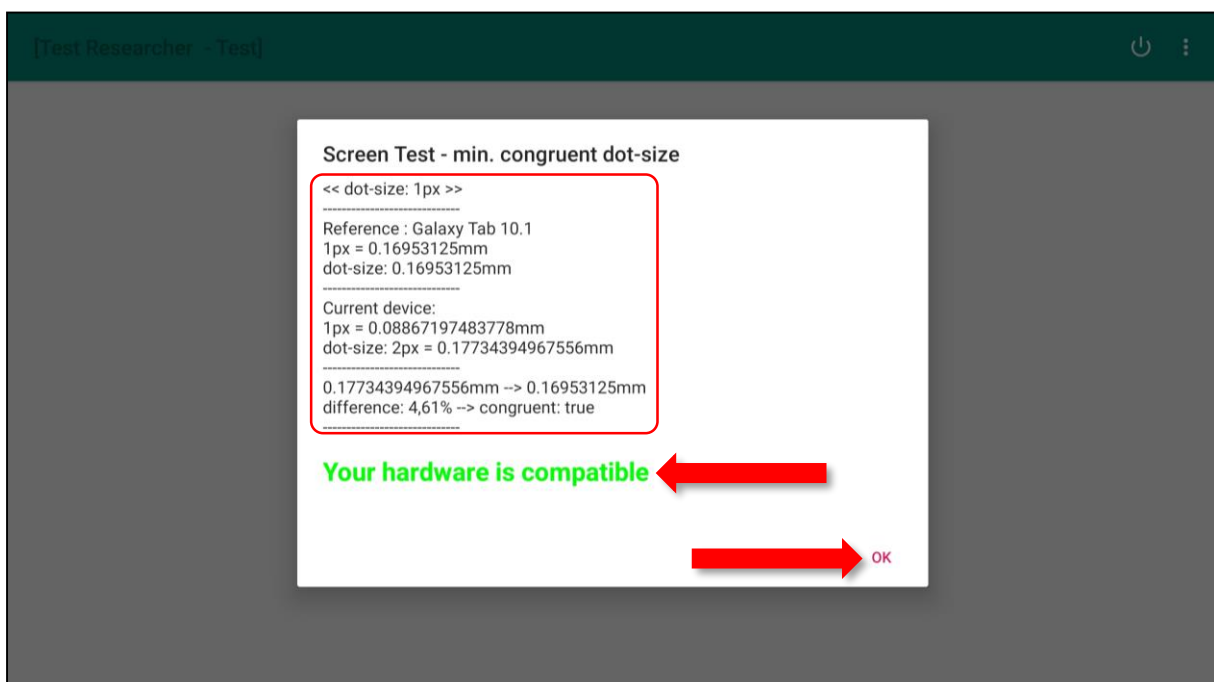 [Test Researcher - Test]
Screen Test - min. congruent dot-size
<< dot-size: 1px >>
----------------------------
Reference : Galaxy Tab 10.1
1px = 0.16953125mm
dot-size: 0.16953125mm
----------------------------
Current device:
1px = 0.08867197483778mm
dot-size: 2px = 0.17734394967556mm
----------------------------
0.17734394967556mm --> 0.16953125mm
difference: 4,61% --> congruent: true
----------------------------
Your hardware is compatible
OK